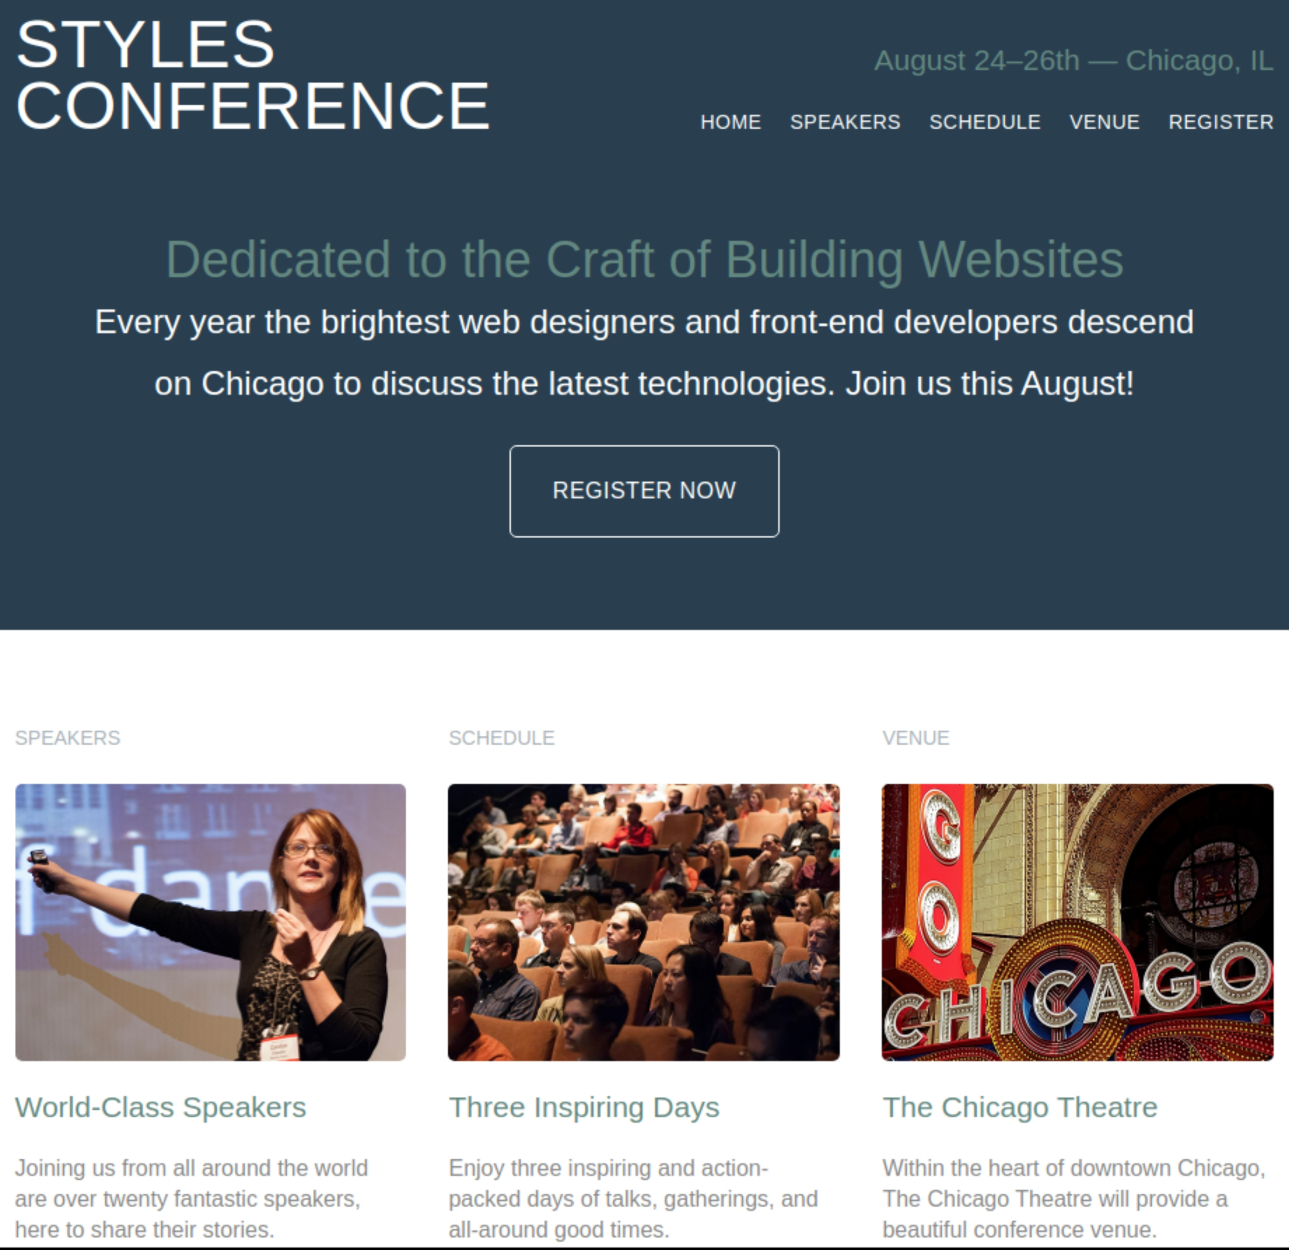 STYLES
CONFERENCE
August 24–26th — Chicago, IL
HOME SPEAKERS SCHEDULE VENUE REGISTER
Dedicated to the Craft of Building Websites
Every year the brightest web designers and front-end developers descend
on Chicago to discuss the latest technologies. Join us this August!
REGISTER NOW
SPEAKERS
SCHEDULE
VENUE
f dan e
GO
CHICAGO
World-Class Speakers
Joining us from all around the world
are over twenty fantastic speakers,
here to share their stories.
Three Inspiring Days
Enjoy three inspiring and action-
packed days of talks, gatherings, and
all-around good times.
The Chicago Theatre
Within the heart of downtown Chicago,
The Chicago Theatre will provide a
beautiful conference venue.